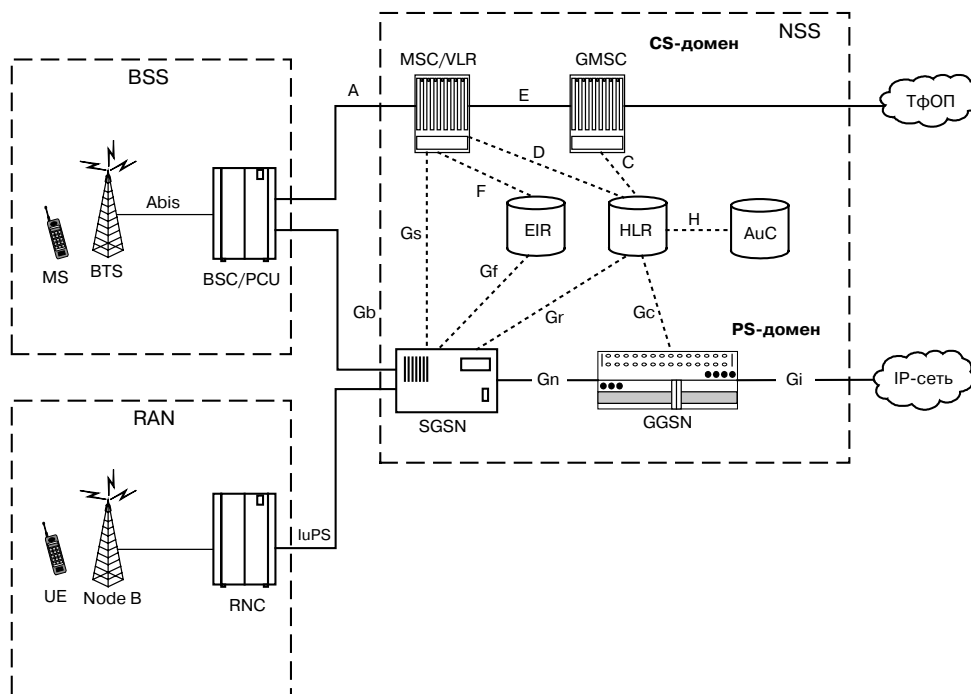 NSS
CS-домен
MSC/VLR
GMSC
BSS
A
E
ТфОП
D
C
F
Abis
EIR
HLR
H
AuC
Gs
MS
BTS
BSC/PCU
Gf
Gb
Gr
Gc
PS-домен
Gn
Gi
IP-сеть
SGSN
GGSN
RAN
IuPS
UE
Node B
RNC